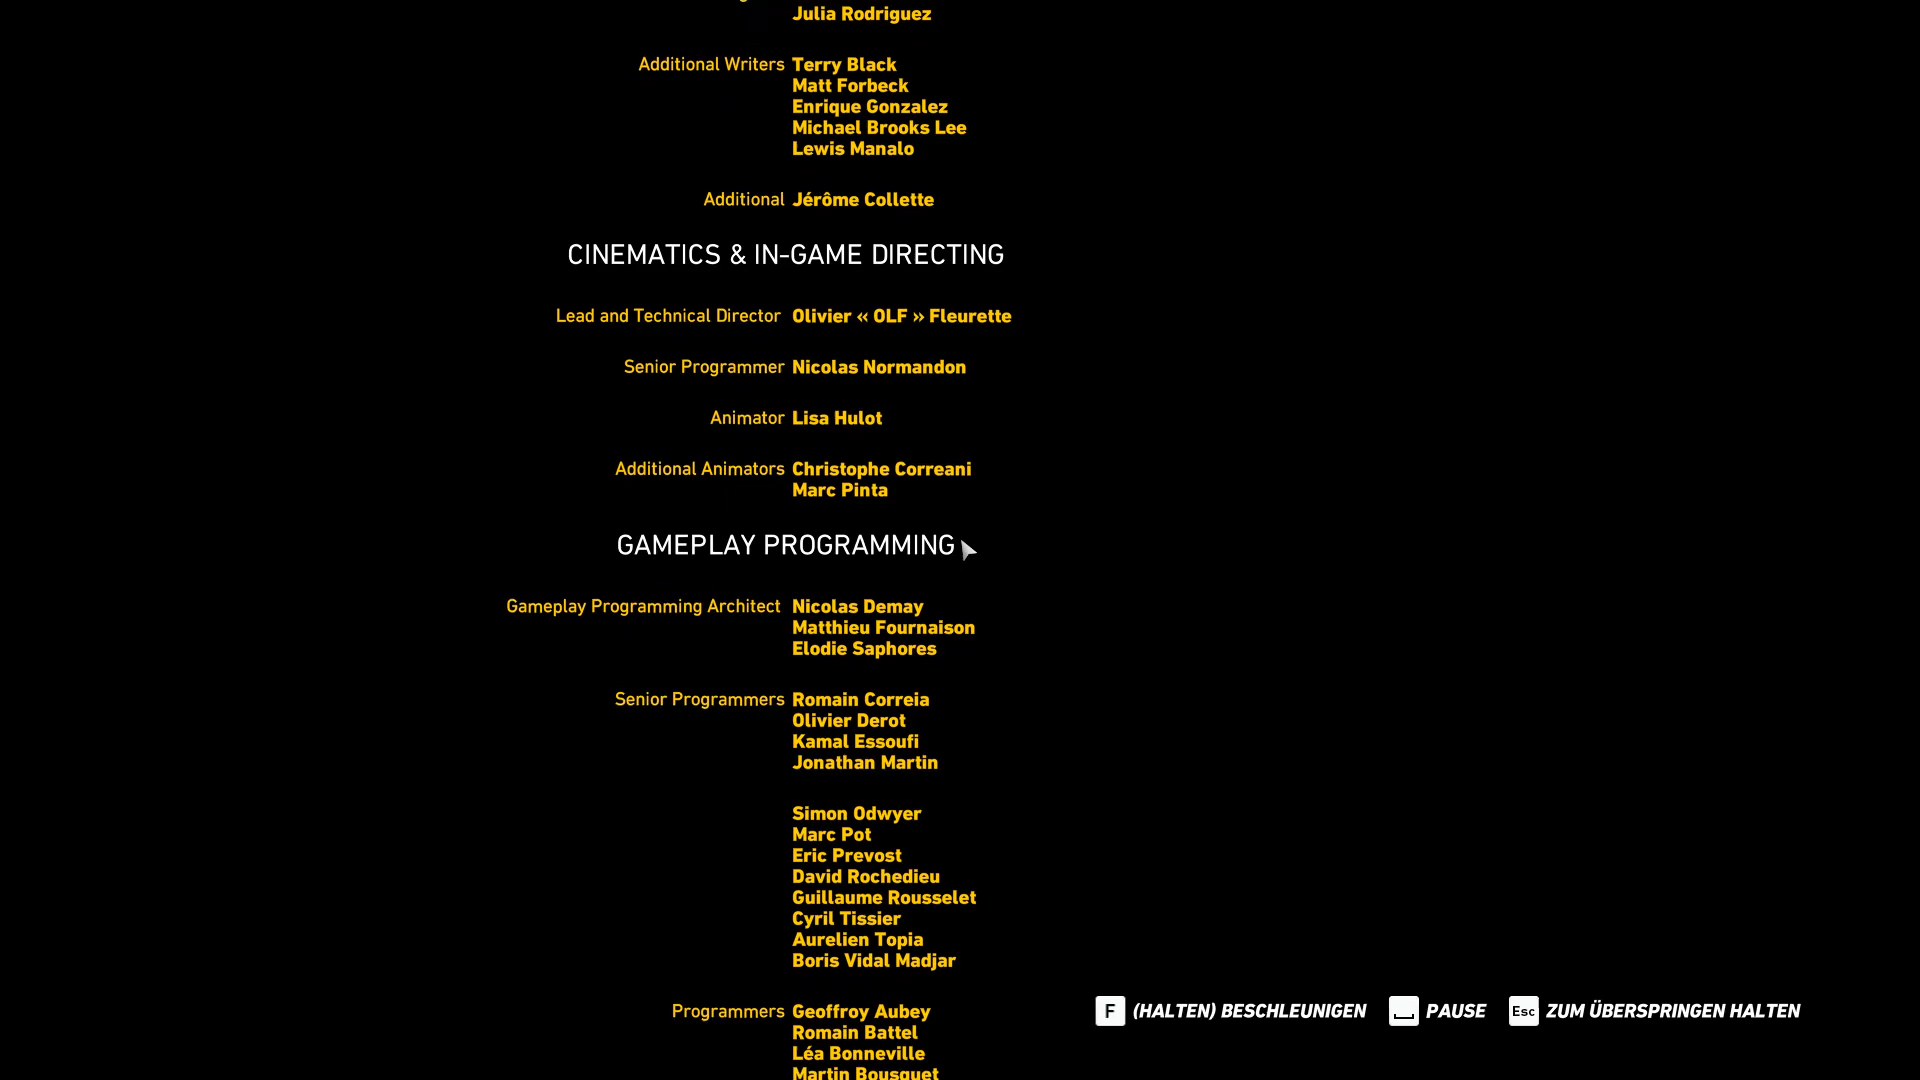 Julia Rodriguez
Additional Writers Terry Black
Matt Forbeck
Enrique Gonzalez
Michael Brooks Lee
Lewis Manalo
Additional Jérôme Collette
CINEMATICS & IN-GAME DIRECTING
Lead and Technical Director Olivier « OLF » Fleurette
Senior Programmer Nicolas Normandon
Animator Lisa Hulot
Additional Animators Christophe Correani
Marc Pinta
GAMEPLAY PROGRAMMING
Gameplay Programming Architect Nicolas Demay
Matthieu Fournaison
Elodie Saphores
Senior Programmers Romain Correia
Olivier Derot
Kamal Essoufi
Jonathan Martin
Simon Odwyer
Marc Pot
Eric Prevost
David Rochedieu
Guillaume Rousselet
Cyril Tissier
Aurelien Topia
Boris Vidal Madjar
Programmers Geoffroy Aubey
Romain Battel
Léa Bonneville
Martin Bousquet
F (HALTEN) BESCHLEUNIGEN PAUSE Esc ZUM ÜBERSPRINGEN HALTEN